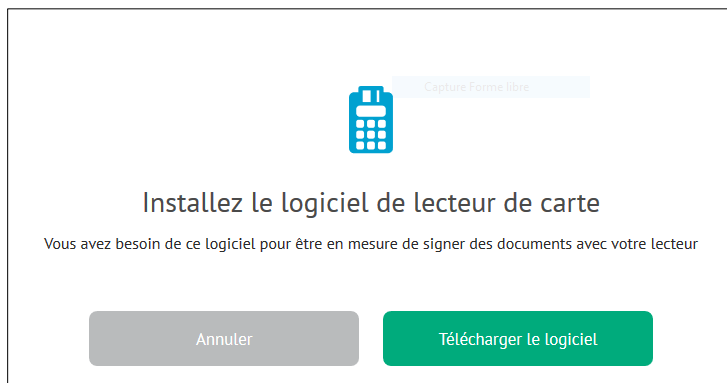 Capture Forme libre
Installez le logiciel de lecteur de carte
Vous avez besoin de ce logiciel pour être en mesure de signer des documents avec votre lecteur
Annuler
Télécharger le logiciel